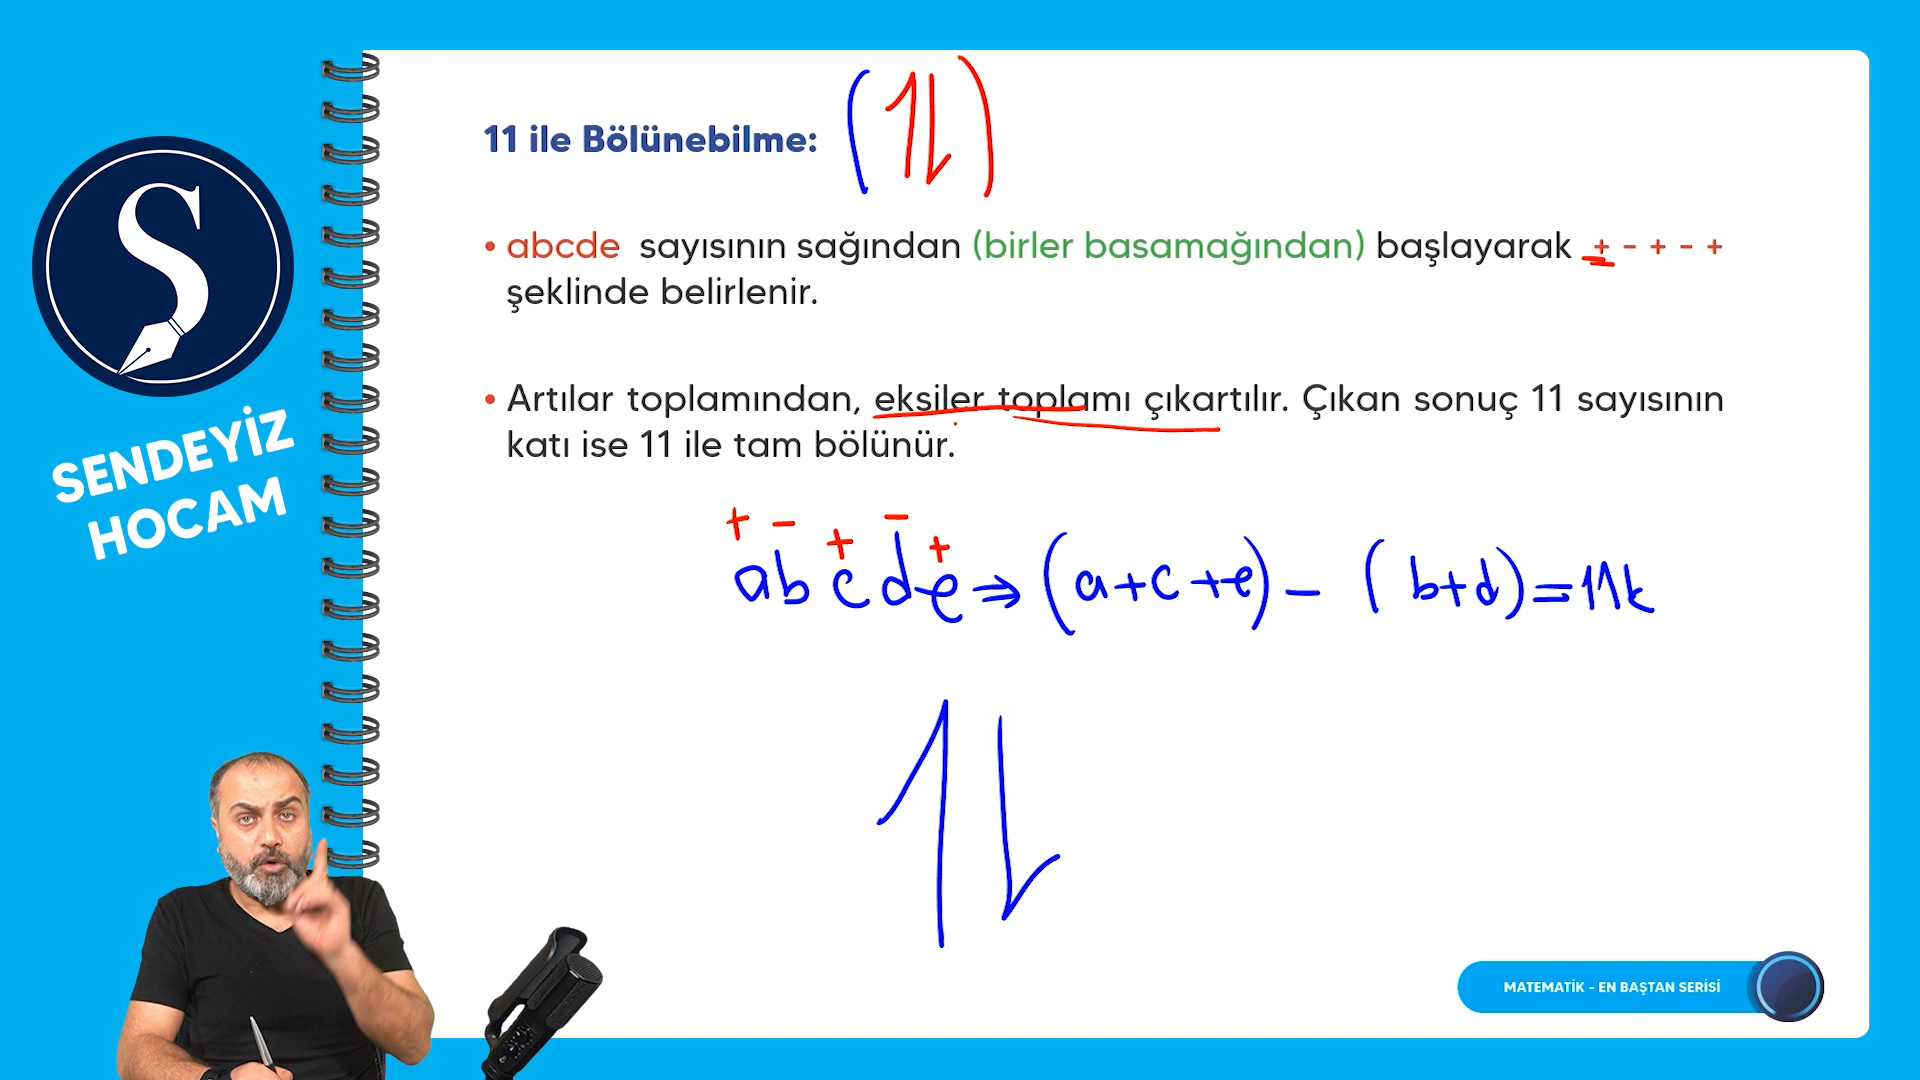 11 ile Bölünebilme: (11)
• abcde sayısının sağından (birler basamağından) başlayarak + - + - +
şeklinde belirlenir.
• Artılar toplamından, eksiler toplamı çıkartılır. Çıkan sonuç 11 sayısının
katı ise 11 ile tam bölünür.
+ - + - +
abcde ⇒ (a+c+e) - (b+d) = 11k
11
S
SENDEYİZ
HOCAM
MATEMATİK - EN BAŞTAN SERİSİ